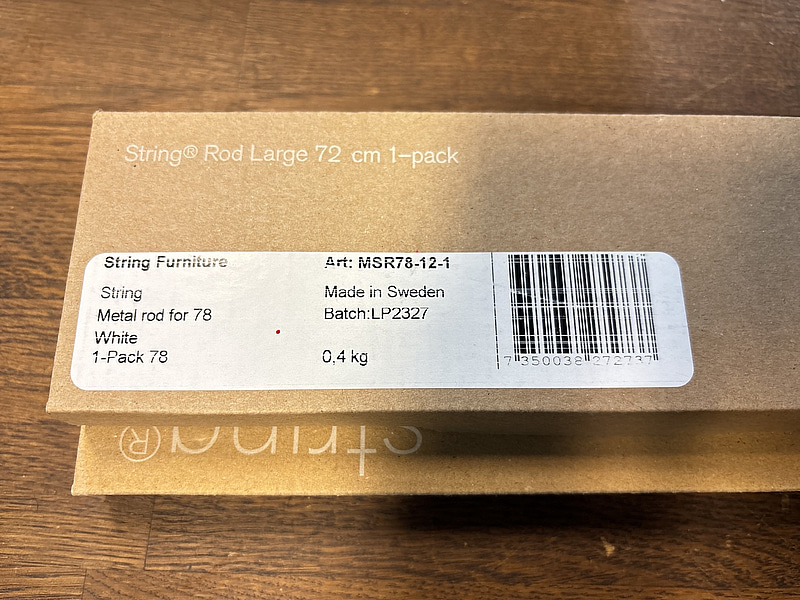 String® Rod Large 72 cm 1-pack
String Furniture
Art: MSR78-12-1
String
Made in Sweden
Metal rod for 78
Batch:LP2327
White
1-Pack 78
0,4 kg
7 350038 272737
string®